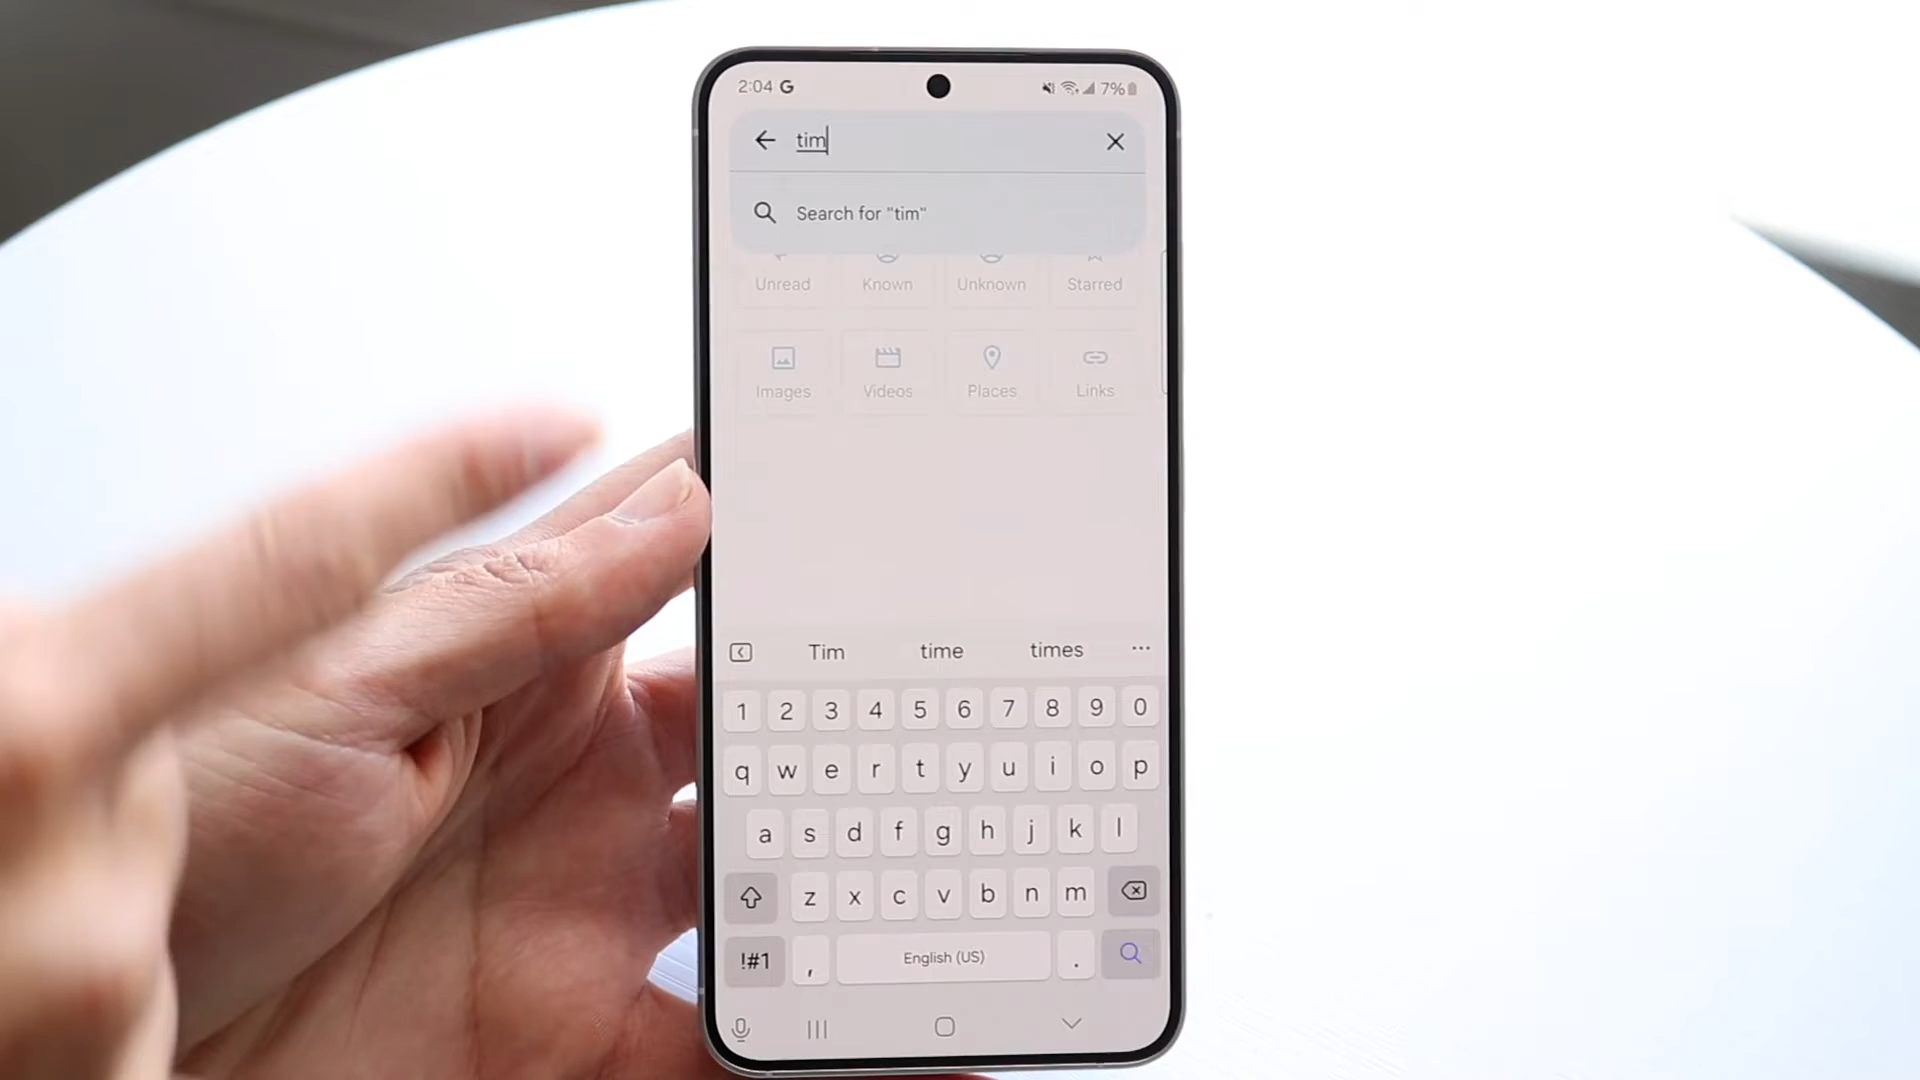 2:04 G 7%
tim
Search for "tim"
Unread Known Unknown Starred
Images Videos Places Links
Tim time times
1 2 3 4 5 6 7 8 9 0
q w e r t y u i o p
a s d f g h j k l
z x c v b n m
!#1 , English (US) .